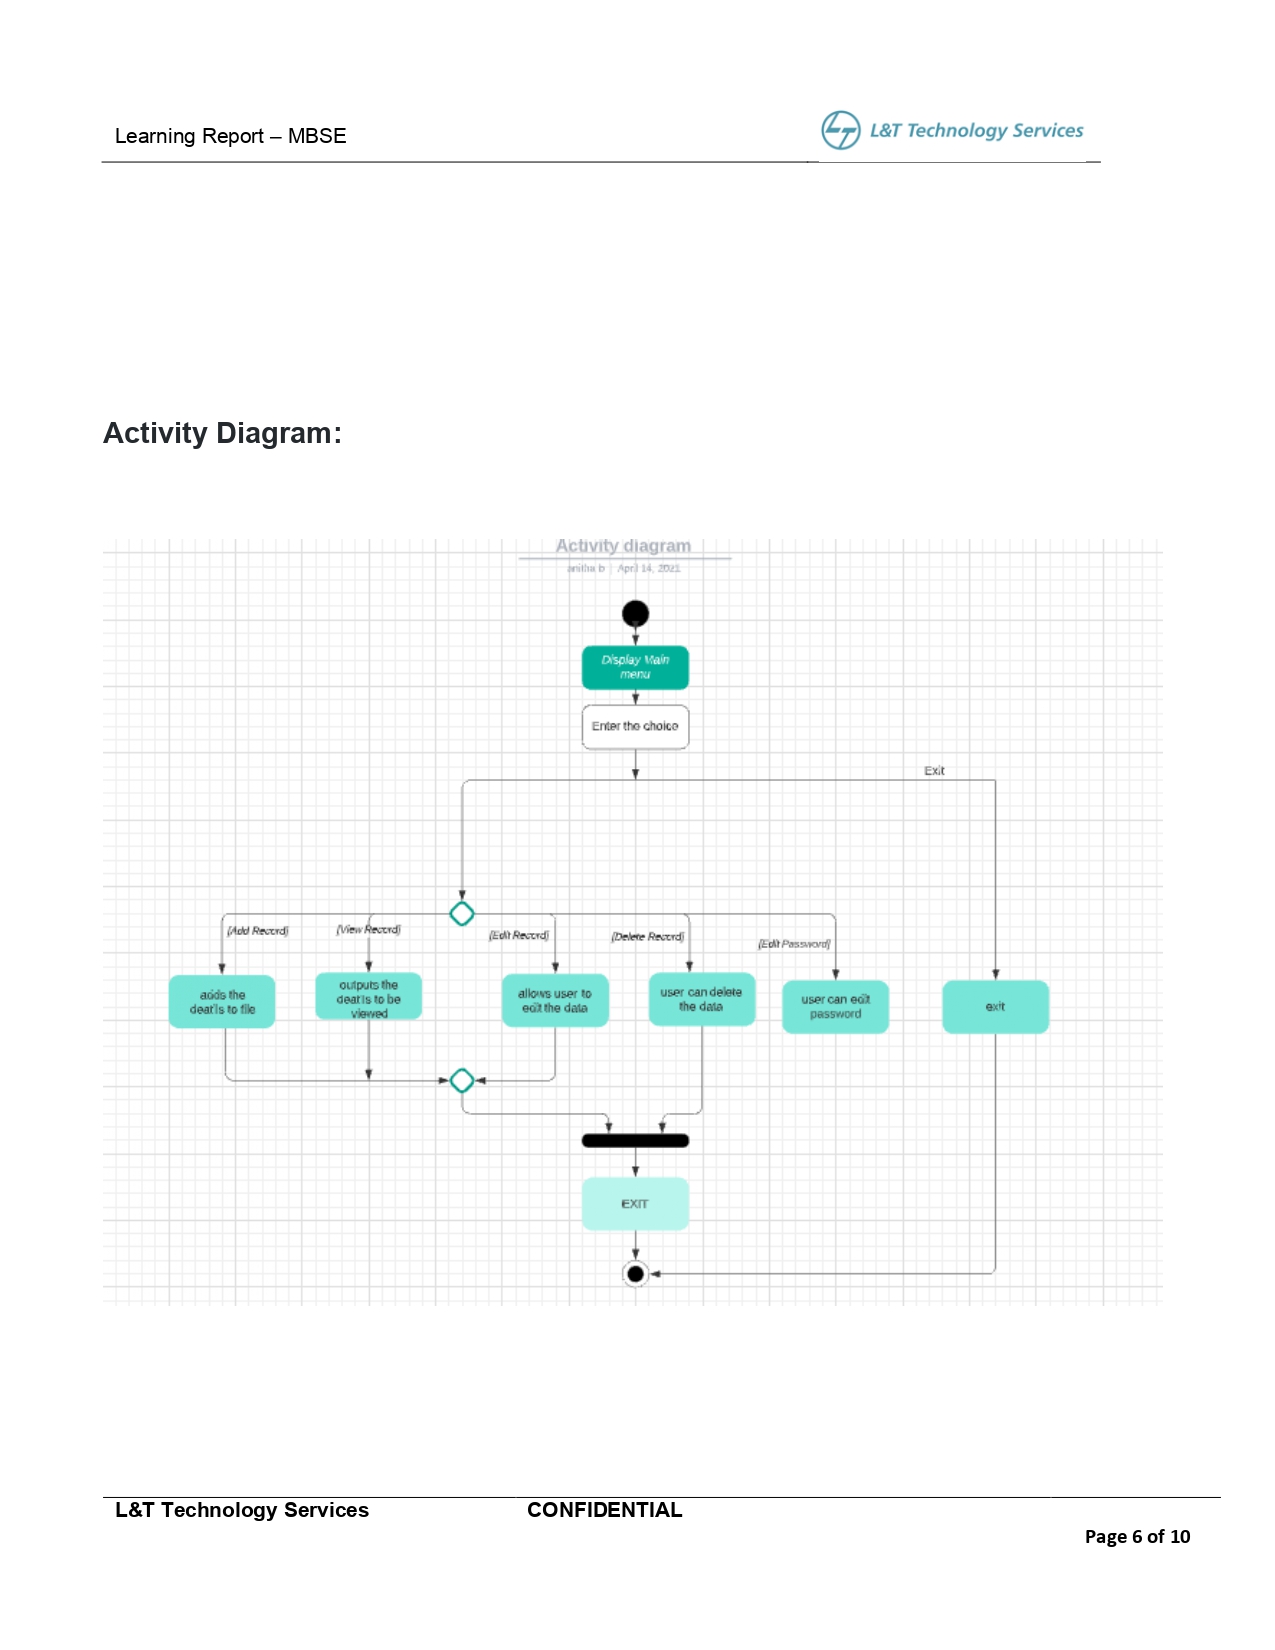 Learning Report – MBSE
L&T Technology Services
Activity Diagram:
Activity diagram
anitha b | April 14, 2021
Display Main
menu
Enter the choice
Exit
[Add Record]
[View Record]
[Edit Record]
[Delete Record]
[Edit Password]
adds the
deatls to file
outputs the
deatls to be
viewed
allows user to
edit the data
user can delete
the data
user can edit
password
exit
EXIT
L&T Technology Services
CONFIDENTIAL
Page 6 of 10